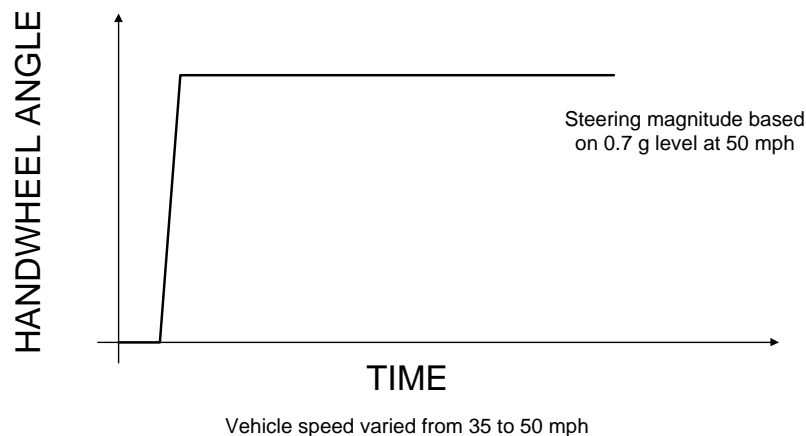 HANDWHEEL ANGLE
Steering magnitude based
on 0.7 g level at 50 mph
TIME
Vehicle speed varied from 35 to 50 mph